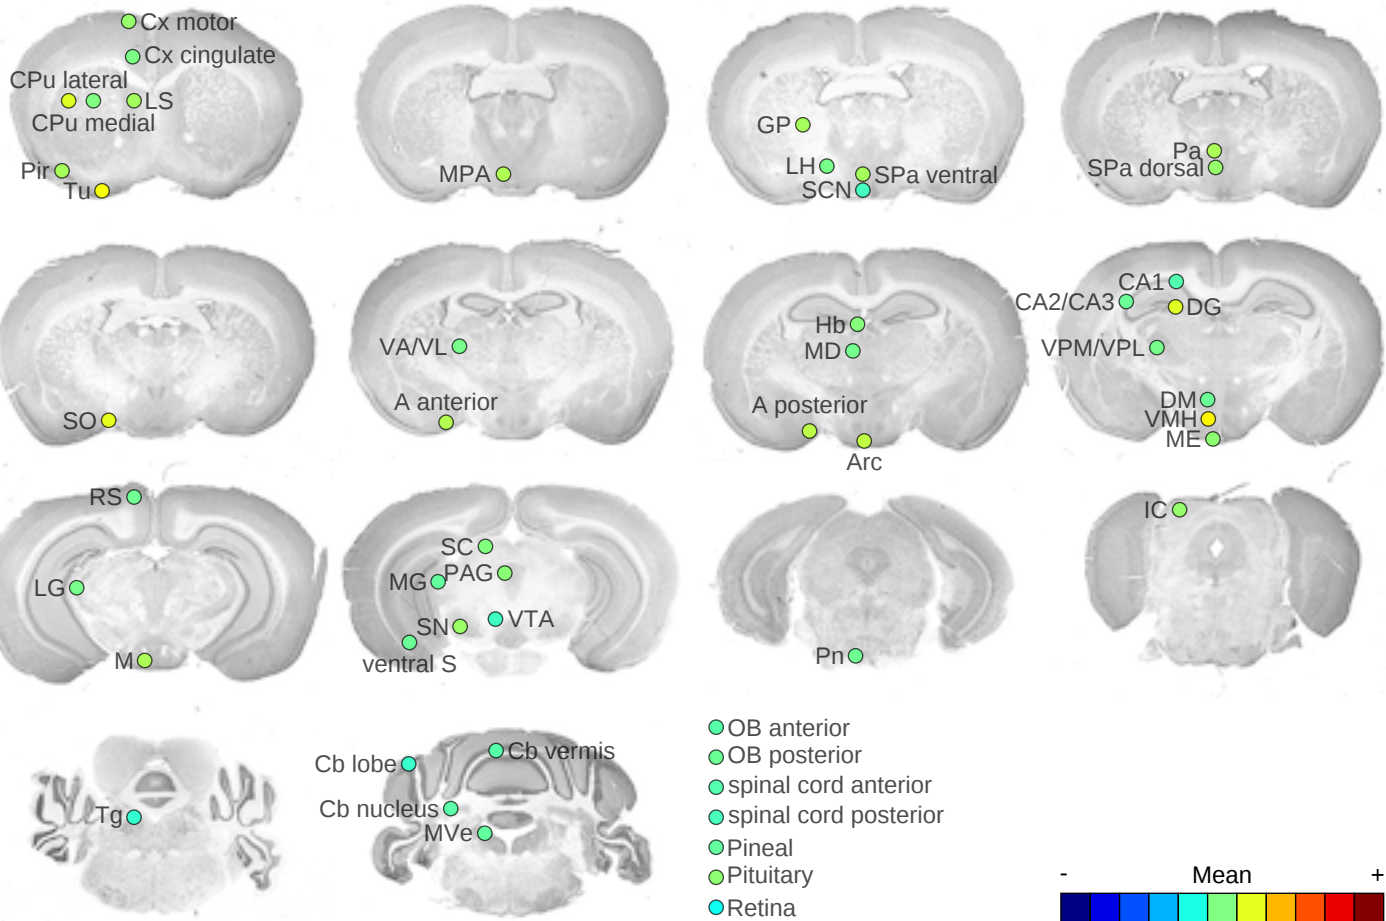 Cx motor
Cx cingulate
CPu lateral
LS
CPu medial
Pir
Tu
MPA
GP
LH
SPa ventral
SCN
Pa
SPa dorsal
SO
VA/VL
A anterior
Hb
MD
A posterior
Arc
CA1
CA2/CA3
DG
VPM/VPL
DM
VMH
ME
RS
LG
M
SC
PAG
MG
VTA
SN
ventral S
Pn
IC
Tg
Cb vermis
Cb lobe
Cb nucleus
MVe
OB anterior
OB posterior
spinal cord anterior
spinal cord posterior
Pineal
Pituitary
Retina
- Mean +